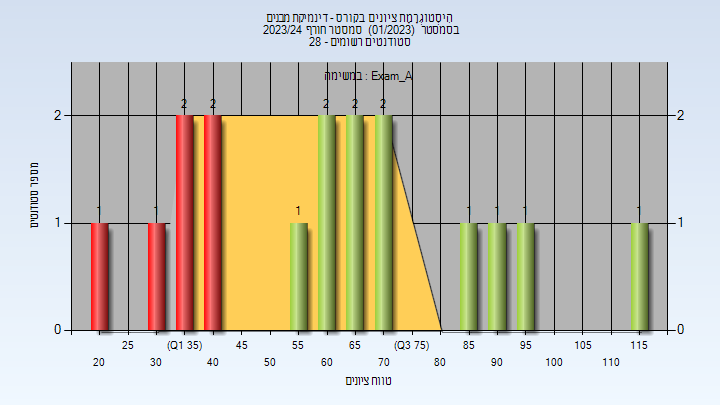 הִיסְטוֹגְרָמַת ציונים בקורס - דינמיקת מבנים
בסמסטר (01/2023) סמסטר חורף 2023/24
סטודנטים רשומים - 28
במשימה : Exam_A
2 2 2 2 2
2 2
1 1 1 1 1 1 1
1 1
0 0
מספר סטודנטים
25 (Q1 35) 45 55 65 (Q3 75) 85 95 105 115
20 30 40 50 60 70 80 90 100 110
טווח ציונים